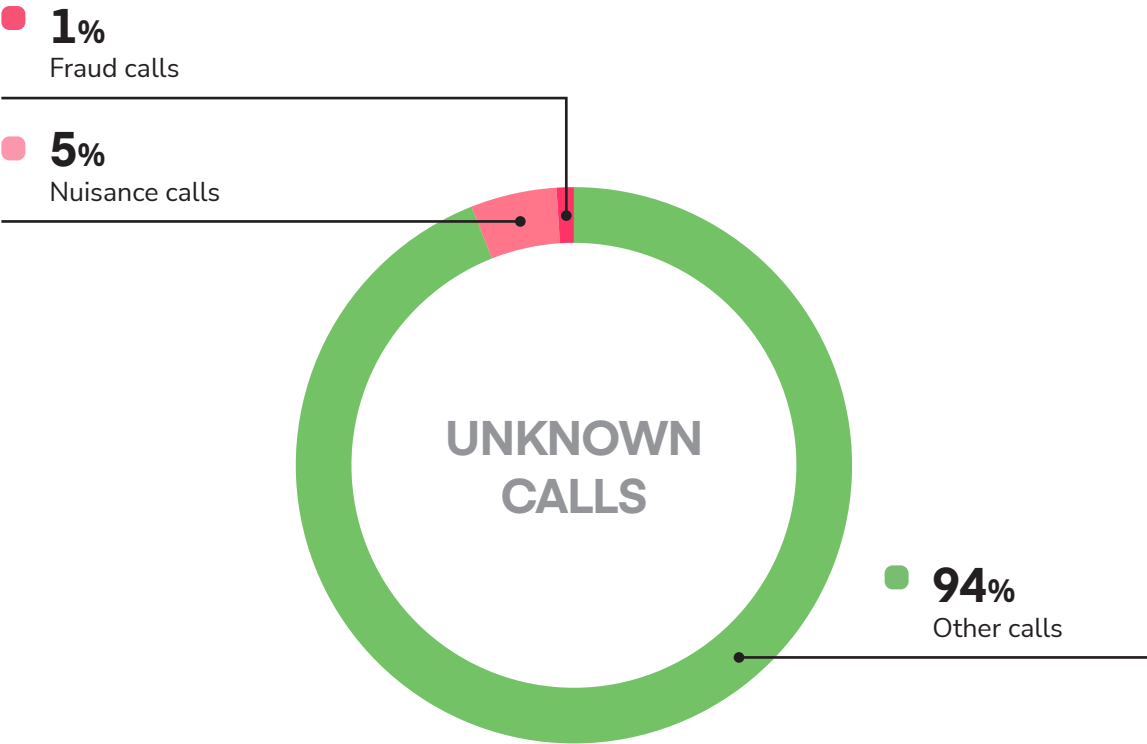 1%
Fraud calls
5%
Nuisance calls
UNKNOWN
CALLS
94%
Other calls